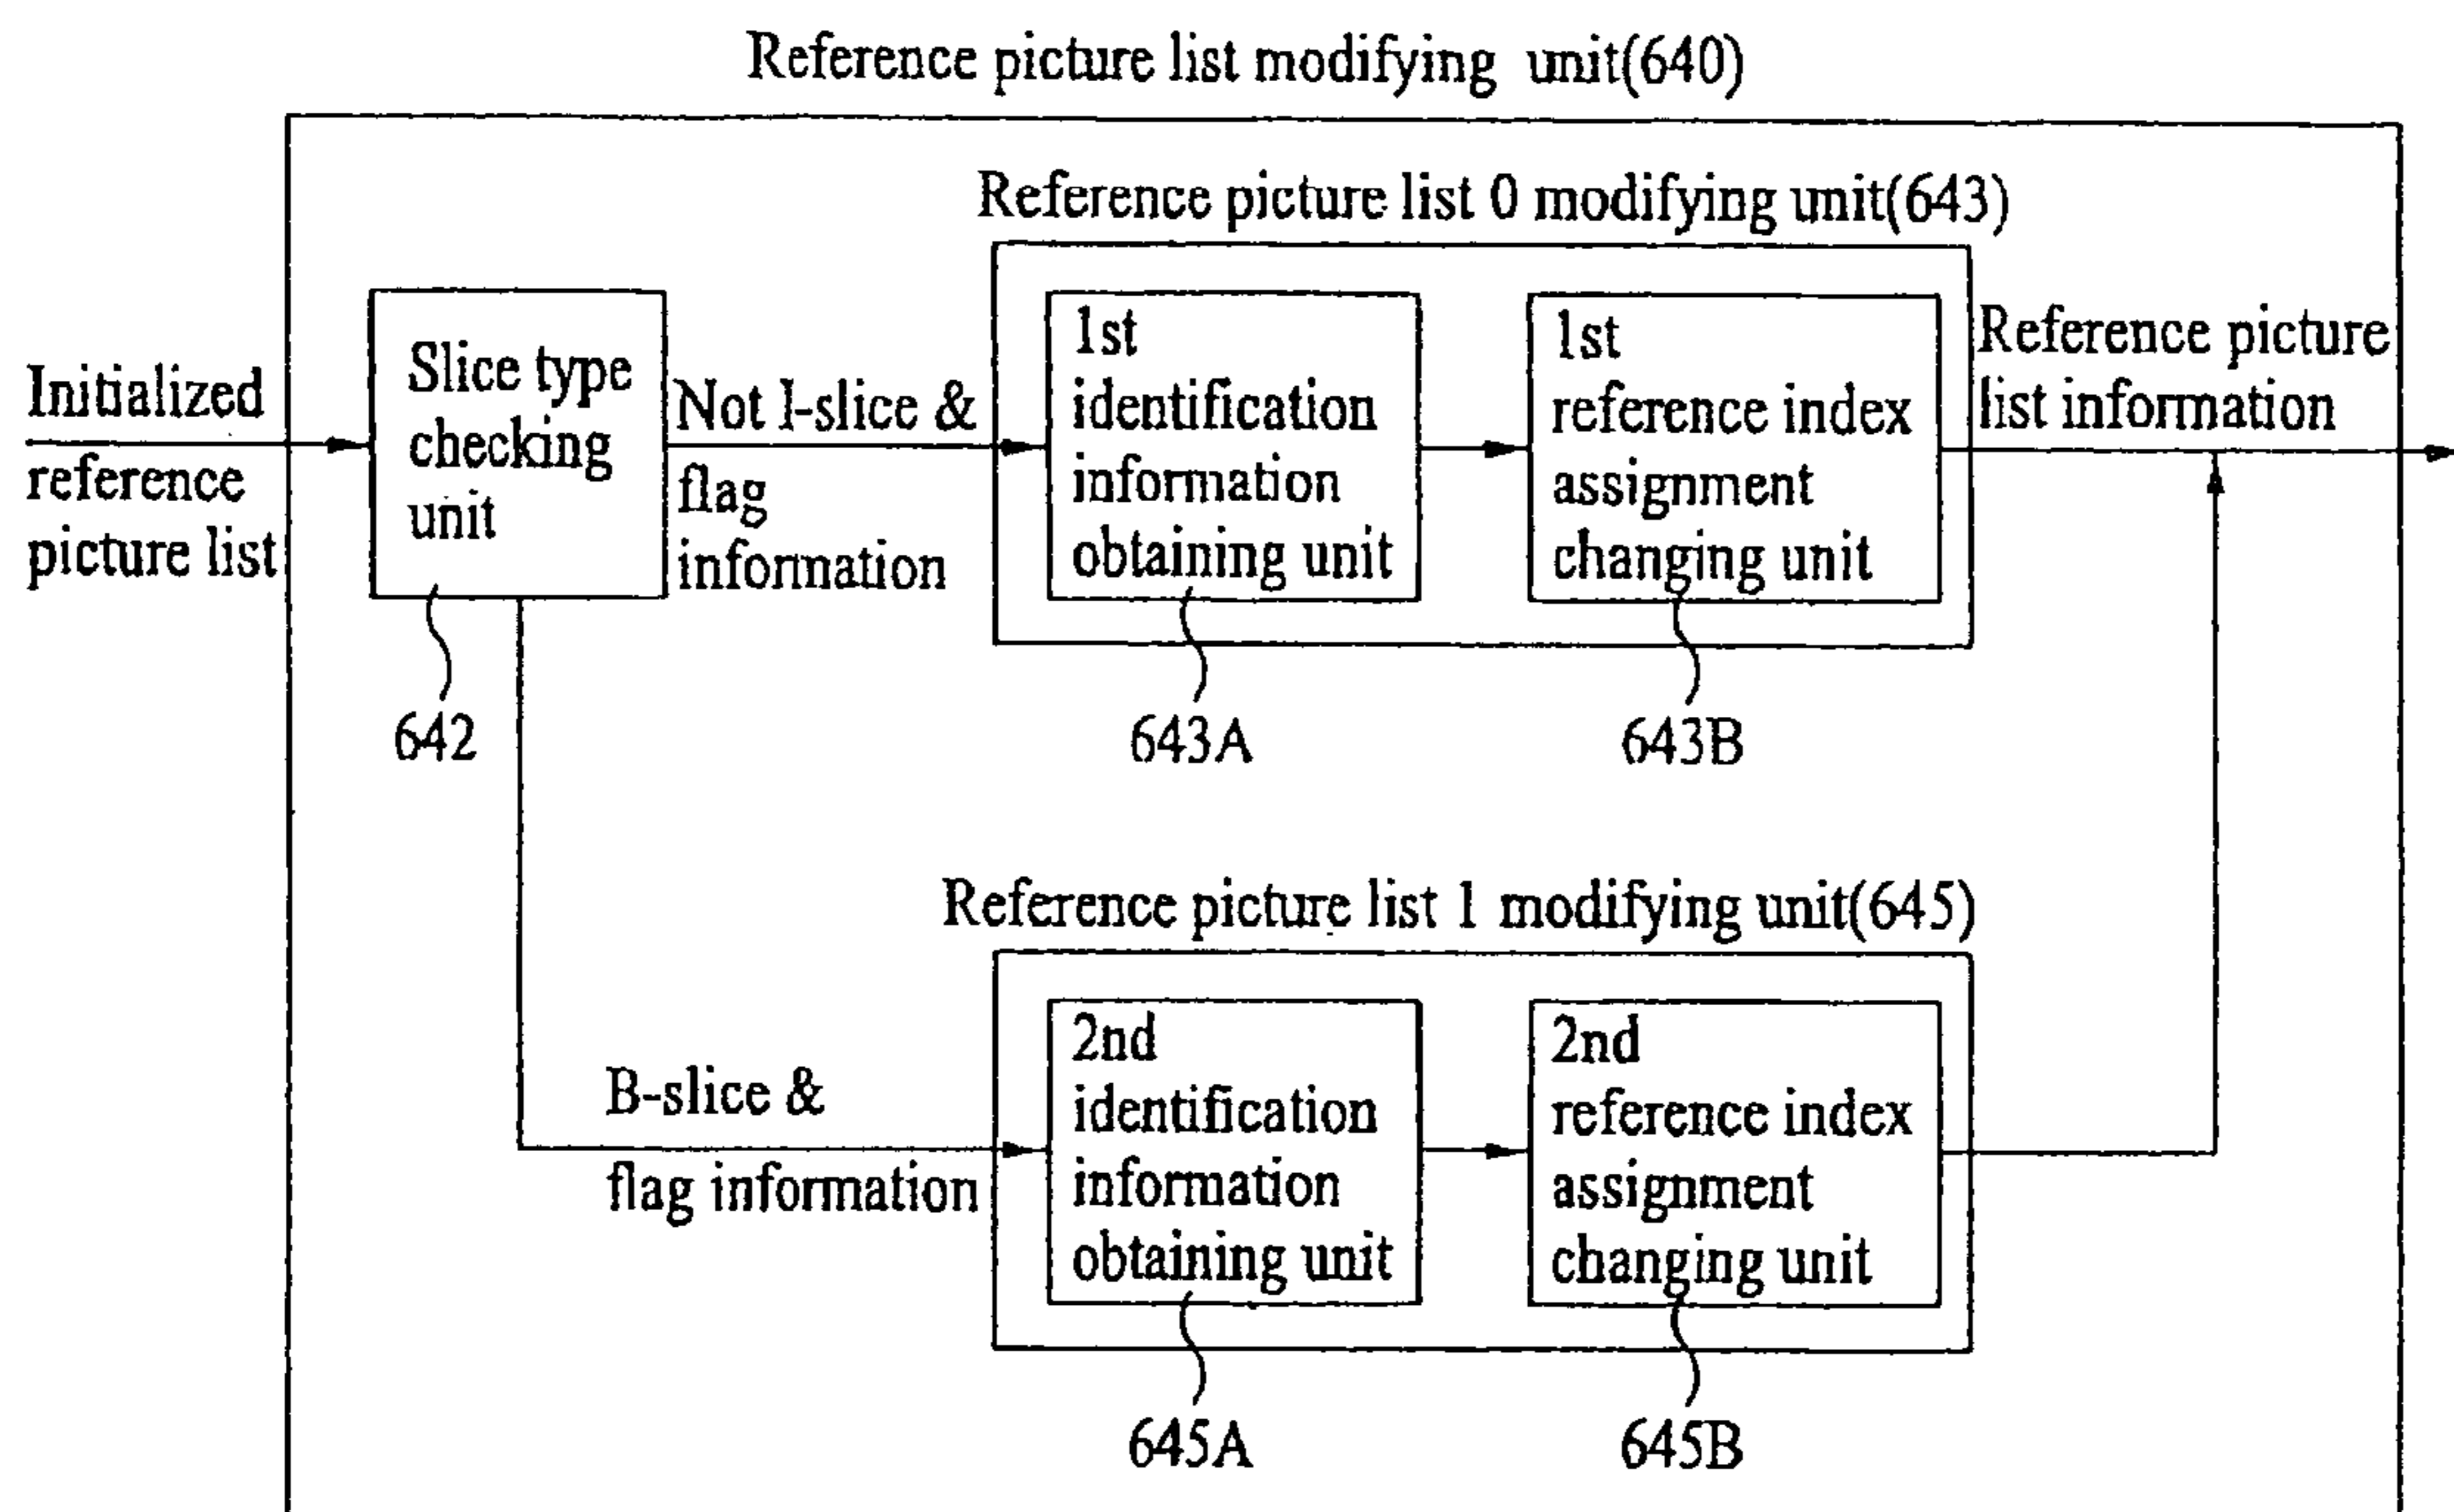 Reference picture list modifying unit(640)
Reference picture list 0 modifying unit(643)
Initialized
reference
picture list
Slice type
checking
unit
642
Not I-slice &
flag
information
1st
identification
information
obtaining unit
643A
1st
reference index
assignment
changing unit
643B
Reference picture
list information
Reference picture list 1 modifying unit(645)
B-slice &
flag information
2nd
identification
information
obtaining unit
645A
2nd
reference index
assignment
changing unit
645B